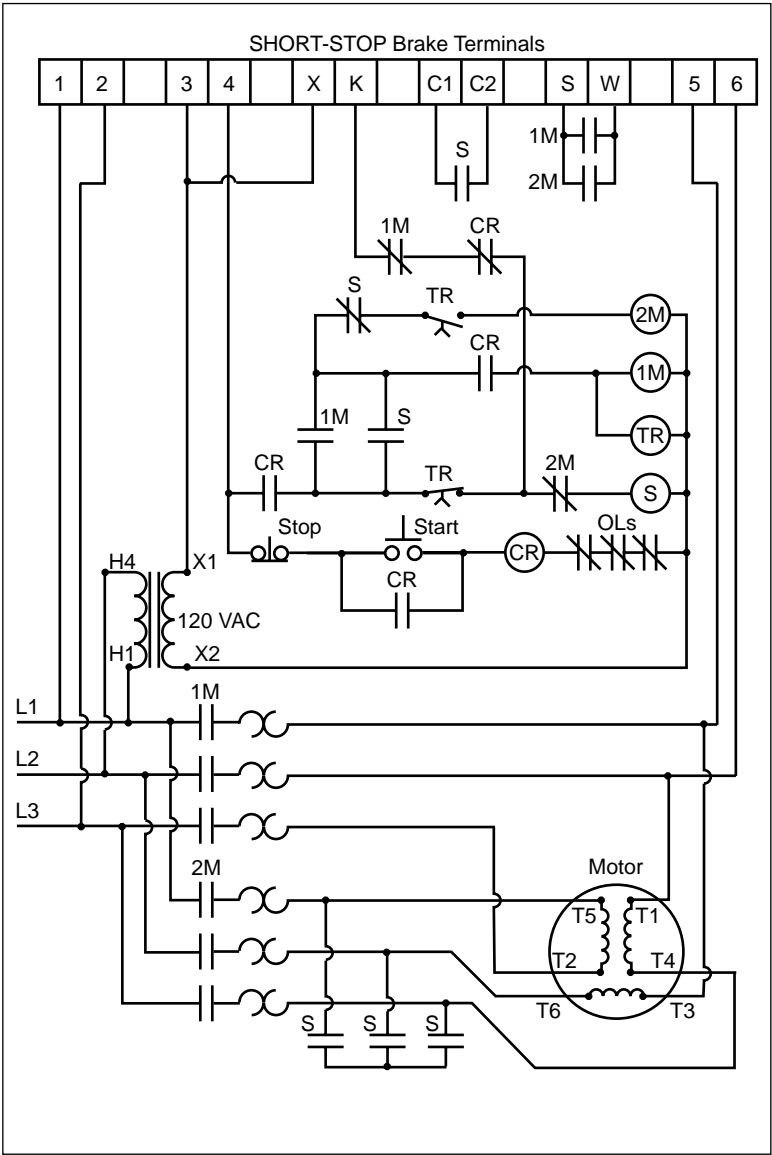 SHORT-STOP Brake Terminals
1 2 3 4 X K C1 C2 S W 5 6
S
1M
2M
1M CR
S TR 2M
CR 1M
1M S TR
CR TR 2M S
Stop Start OLs
CR
CR
H4 X1
120 VAC
H1 X2
1M
L1
L2
L3
2M Motor
T5 T1
T2 T4
T6 T3
S S S